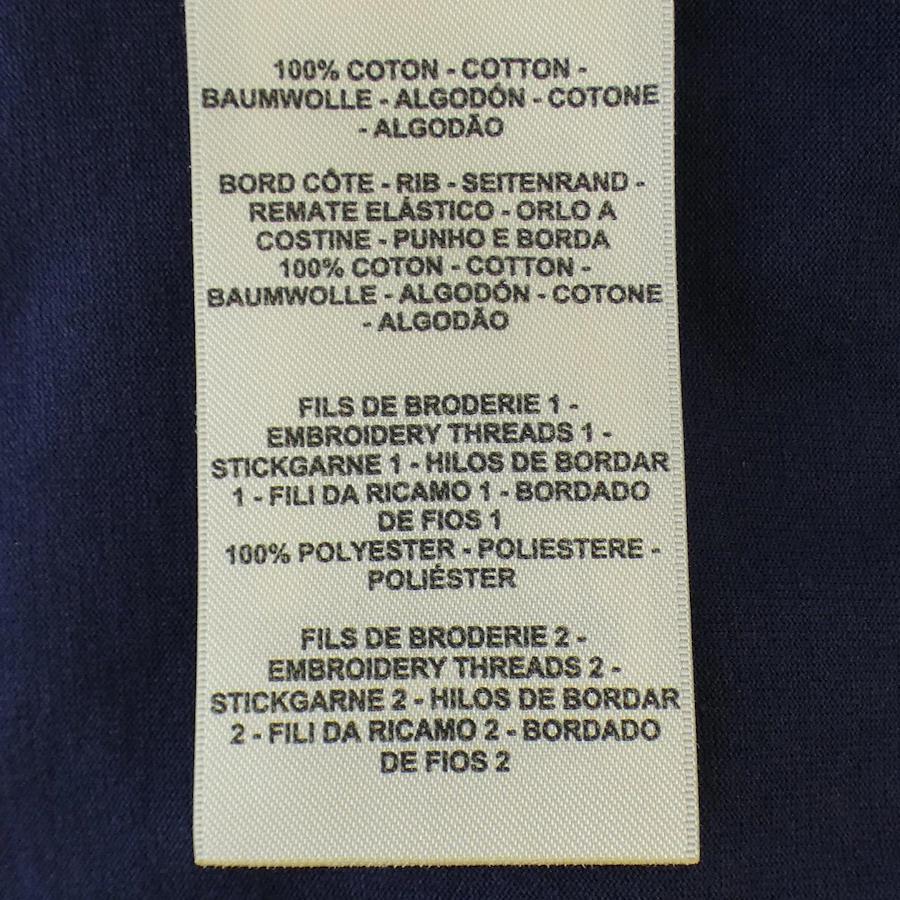 100% COTON - COTTON -
BAUMWOLLE - ALGODÓN - COTONE
- ALGODÃO
BORD CÔTE - RIB - SEITENRAND -
REMATE ELÁSTICO - ORLO A
COSTINE - PUNHO E BORDA
100% COTON - COTTON -
BAUMWOLLE - ALGODÓN - COTONE
- ALGODÃO
FILS DE BRODERIE 1 -
EMBROIDERY THREADS 1 -
STICKGARNE 1 - HILOS DE BORDAR
1 - FILI DA RICAMO 1 - BORDADO
DE FIOS 1
100% POLYESTER - POLIESTERE -
POLIÉSTER
FILS DE BRODERIE 2 -
EMBROIDERY THREADS 2 -
STICKGARNE 2 - HILOS DE BORDAR
2 - FILI DA RICAMO 2 - BORDADO
DE FIOS 2